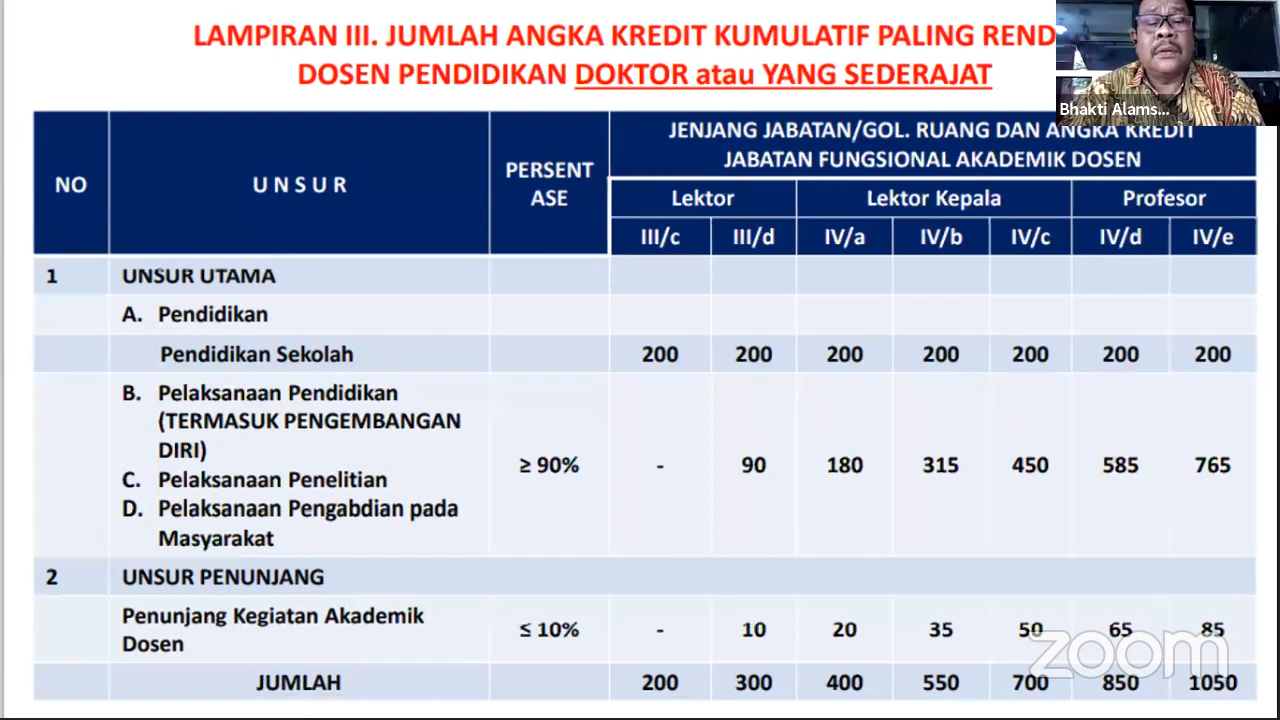 LAMPIRAN III. JUMLAH ANGKA KREDIT KUMULATIF PALING REND
DOSEN PENDIDIKAN DOKTOR atau YANG SEDERAJAT
Bhakti Alams...
NO
U N S U R
PERSENT
ASE
JENJANG JABATAN/GOL. RUANG DAN ANGKA KREDIT
JABATAN FUNGSIONAL AKADEMIK DOSEN
Lektor Lektor Kepala Profesor
III/c III/d IV/a IV/b IV/c IV/d IV/e
1 UNSUR UTAMA
A. Pendidikan
Pendidikan Sekolah 200 200 200 200 200 200 200
B. Pelaksanaan Pendidikan
(TERMASUK PENGEMBANGAN
DIRI)
C. Pelaksanaan Penelitian
D. Pelaksanaan Pengabdian pada
Masyarakat
≥ 90% - 90 180 315 450 585 765
2 UNSUR PENUNJANG
Penunjang Kegiatan Akademik
Dosen
≤ 10% - 10 20 35 50 65 85
zoom
JUMLAH 200 300 400 550 700 850 1050